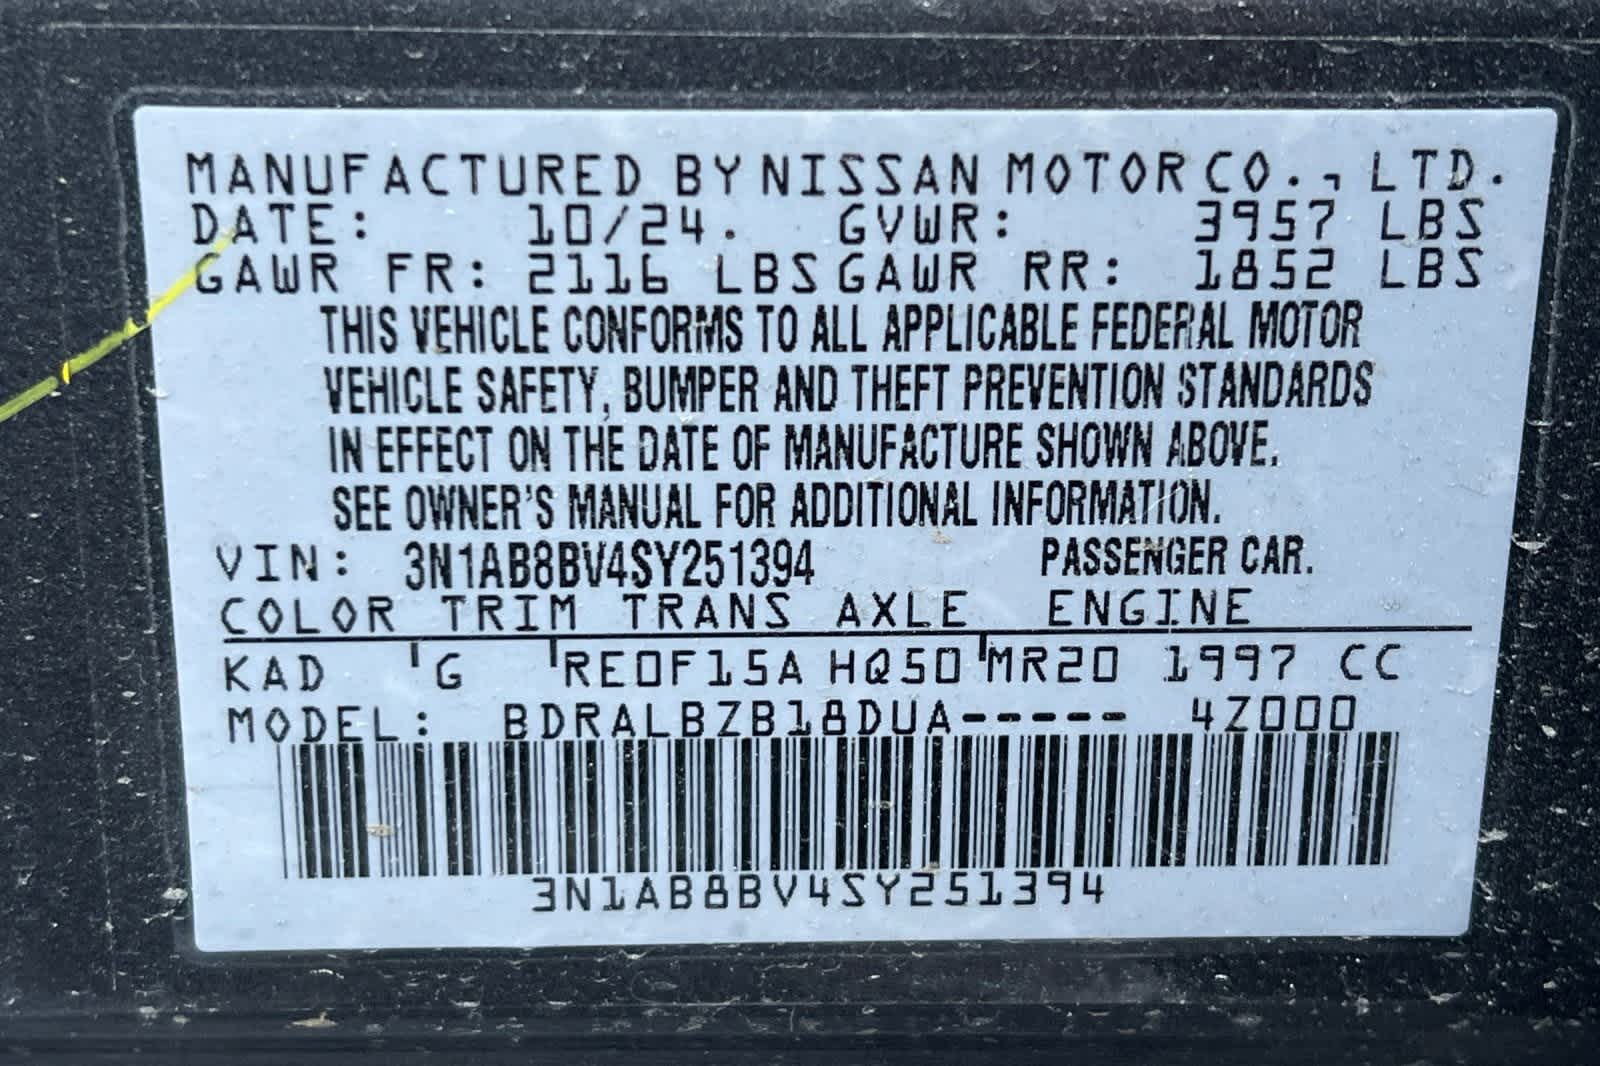 MANUFACTURED BY NISSAN MOTOR CO., LTD.
DATE: 10/24. GVWR: 3957 LBS
GAWR FR: 2116 LBS GAWR RR: 1852 LBS
THIS VEHICLE CONFORMS TO ALL APPLICABLE FEDERAL MOTOR
VEHICLE SAFETY, BUMPER AND THEFT PREVENTION STANDARDS
IN EFFECT ON THE DATE OF MANUFACTURE SHOWN ABOVE.
SEE OWNER'S MANUAL FOR ADDITIONAL INFORMATION.
VIN: 3N1AB8BV4SY251394 PASSENGER CAR.
COLOR TRIM TRANS AXLE ENGINE
KAD G RE0F15A HQ50 MR20 1997 CC
MODEL: BDRALBZB18DUA----- 4Z000
3N1AB8BV4SY251394